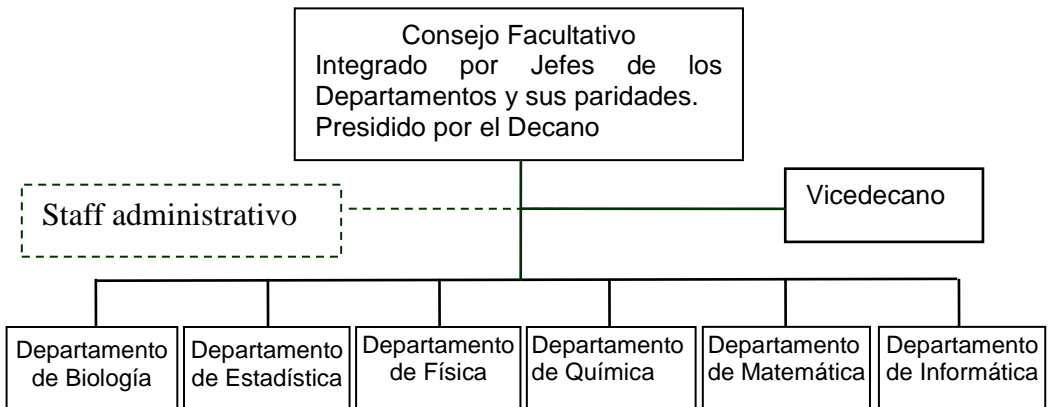 Consejo Facultativo
Integrado por Jefes de los
Departamentos y sus paridades.
Presidido por el Decano
Staff administrativo
Vicedecano
Departamento
de Biología
Departamento
de Estadística
Departamento
de Física
Departamento
de Química
Departamento
de Matemática
Departamento
de Informática